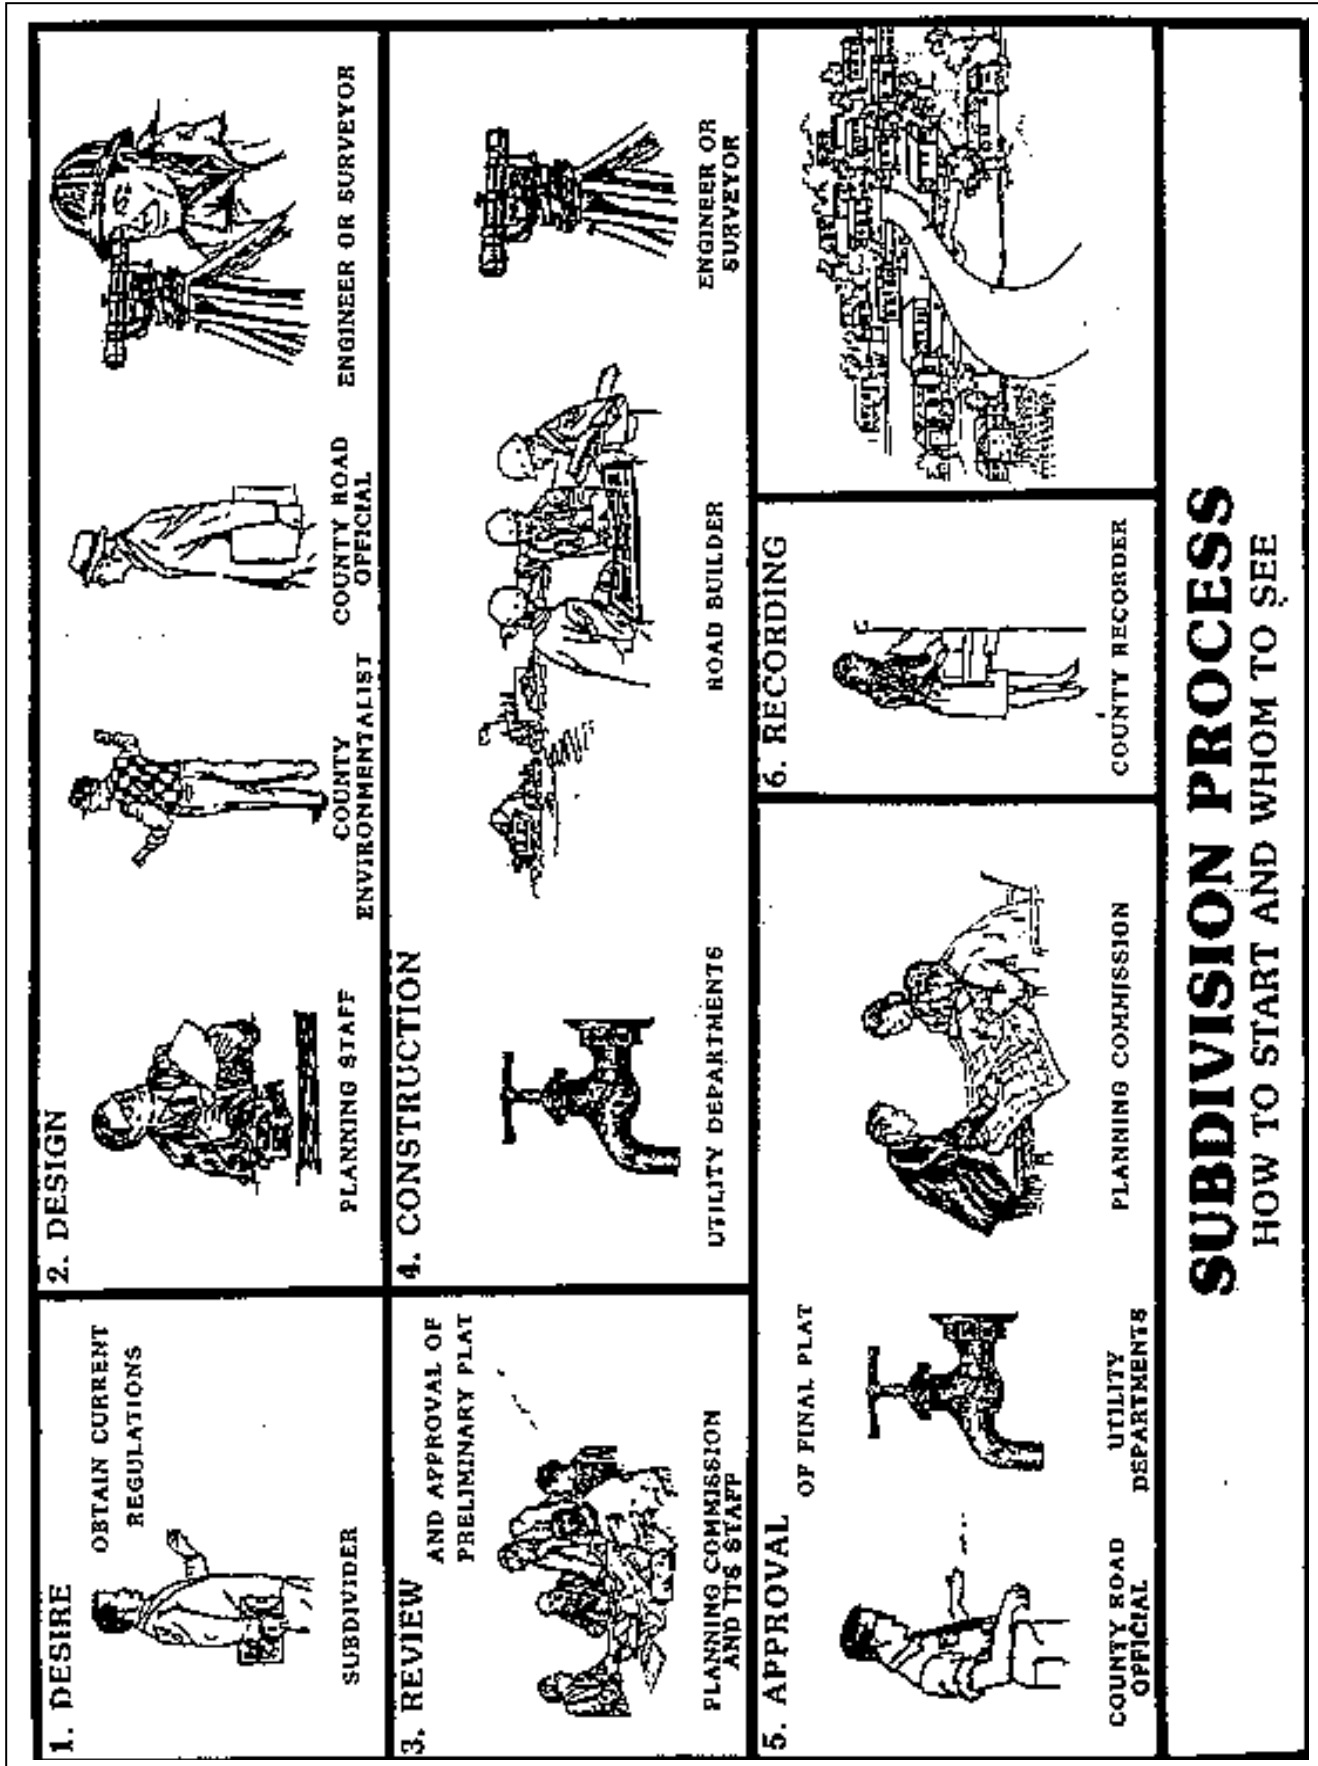 1. DESIRE
OBTAIN CURRENT
REGULATIONS
SUBDIVIDER
2. DESIGN
PLANNING STAFF
COUNTY
ENVIRONMENTALIST
COUNTY ROAD
OFFICIAL
ENGINEER OR SURVEYOR
3. REVIEW
AND APPROVAL OF
PRELIMINARY PLAT
PLANNING COMMISSION
AND ITS STAFF
4. CONSTRUCTION
UTILITY DEPARTMENTS
ROAD BUILDER
ENGINEER OR
SURVEYOR
5. APPROVAL
OF FINAL PLAT
COUNTY ROAD
OFFICIAL
UTILITY
DEPARTMENTS
PLANNING COMMISSION
6. RECORDING
COUNTY RECORDER
SUBDIVISION PROCESS
HOW TO START AND WHOM TO SEE